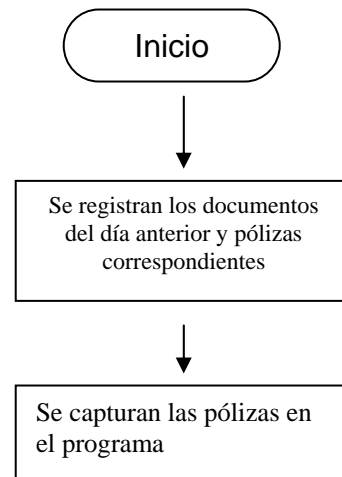 Inicio
Se registran los documentos
del día anterior y pólizas
correspondientes
Se capturan las pólizas en
el programa